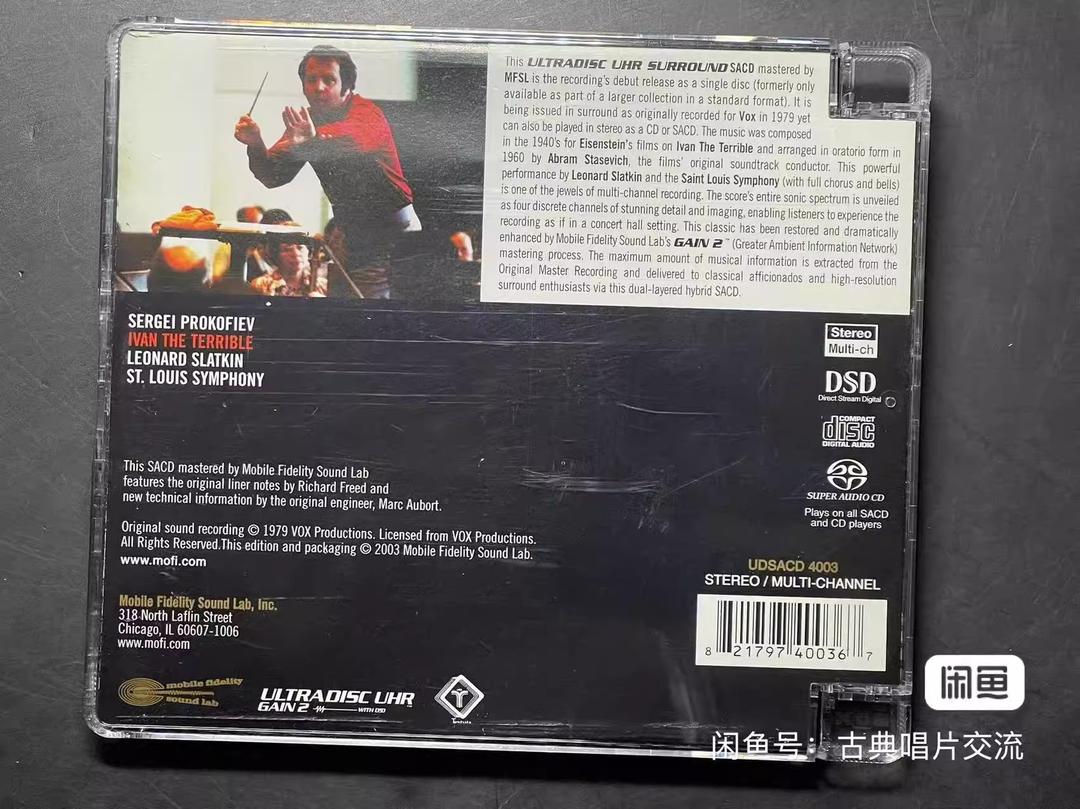 This ULTRADISC UHR SURROUND SACD mastered by
MFSL is the recording's debut release as a single disc (formerly only
available as part of a larger collection in a standard format). It is
being issued in surround as originally recorded for Vox in 1979 yet
can also be played in stereo as a CD or SACD. The music was composed
in the 1940's for Eisenstein's films on Ivan The Terrible and arranged in oratorio form in
1960 by Abram Stasevich, the films' original soundtrack conductor. This powerful
performance by Leonard Slatkin and the Saint Louis Symphony (with full chorus and bells)
is one of the jewels of multi-channel recording. The score's entire sonic spectrum is unveiled
as four discrete channels of stunning detail and imaging, enabling listeners to experience the
recording as if in a concert hall setting. This classic has been restored and dramatically
enhanced by Mobile Fidelity Sound Lab's GAIN 2™ (Greater Ambient Information Network)
mastering process. The maximum amount of musical information is extracted from the
Original Master Recording and delivered to classical afficionados and high-resolution
surround enthusiasts via this dual-layered hybrid SACD.
SERGEI PROKOFIEV
IVAN THE TERRIBLE
LEONARD SLATKIN
ST. LOUIS SYMPHONY
Stereo
Multi-ch
DSD
Direct Stream Digital
COMPACT
disc
DIGITAL AUDIO
SUPER AUDIO CD
Plays on all SACD
and CD players
This SACD mastered by Mobile Fidelity Sound Lab
features the original liner notes by Richard Freed and
new technical information by the original engineer, Marc Aubort.
Original sound recording © 1979 VOX Productions. Licensed from VOX Productions.
All Rights Reserved.This edition and packaging © 2003 Mobile Fidelity Sound Lab.
www.mofi.com
UDSACD 4003
STEREO / MULTI-CHANNEL
8 21797 40036 7
Mobile Fidelity Sound Lab, Inc.
318 North Laflin Street
Chicago, IL 60607-1006
www.mofi.com
mobile fidelity
sound lab
ULTRADISC UHR™
GAIN 2 WITH DSD
闲鱼
闲鱼号：古典唱片交流